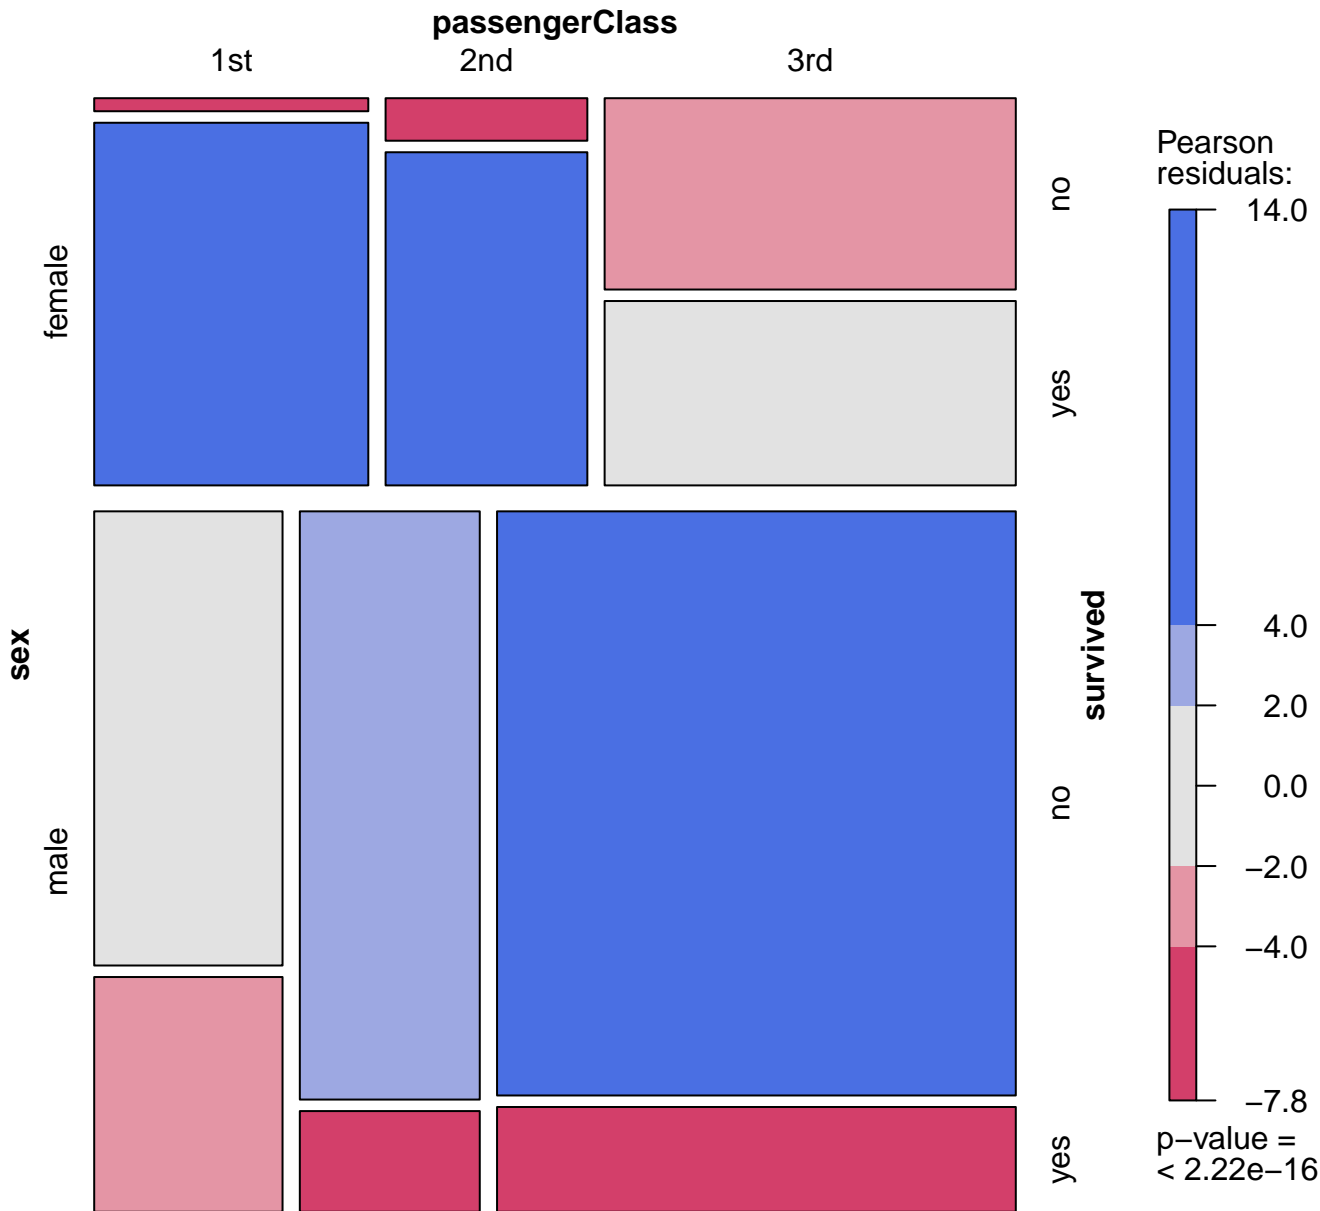 passengerClass
1st 2nd 3rd
sex
female
male
no
yes
no
yes
survived
Pearson
residuals:
14.0
4.0
2.0
0.0
−2.0
−4.0
−7.8
p−value =
< 2.22e−16